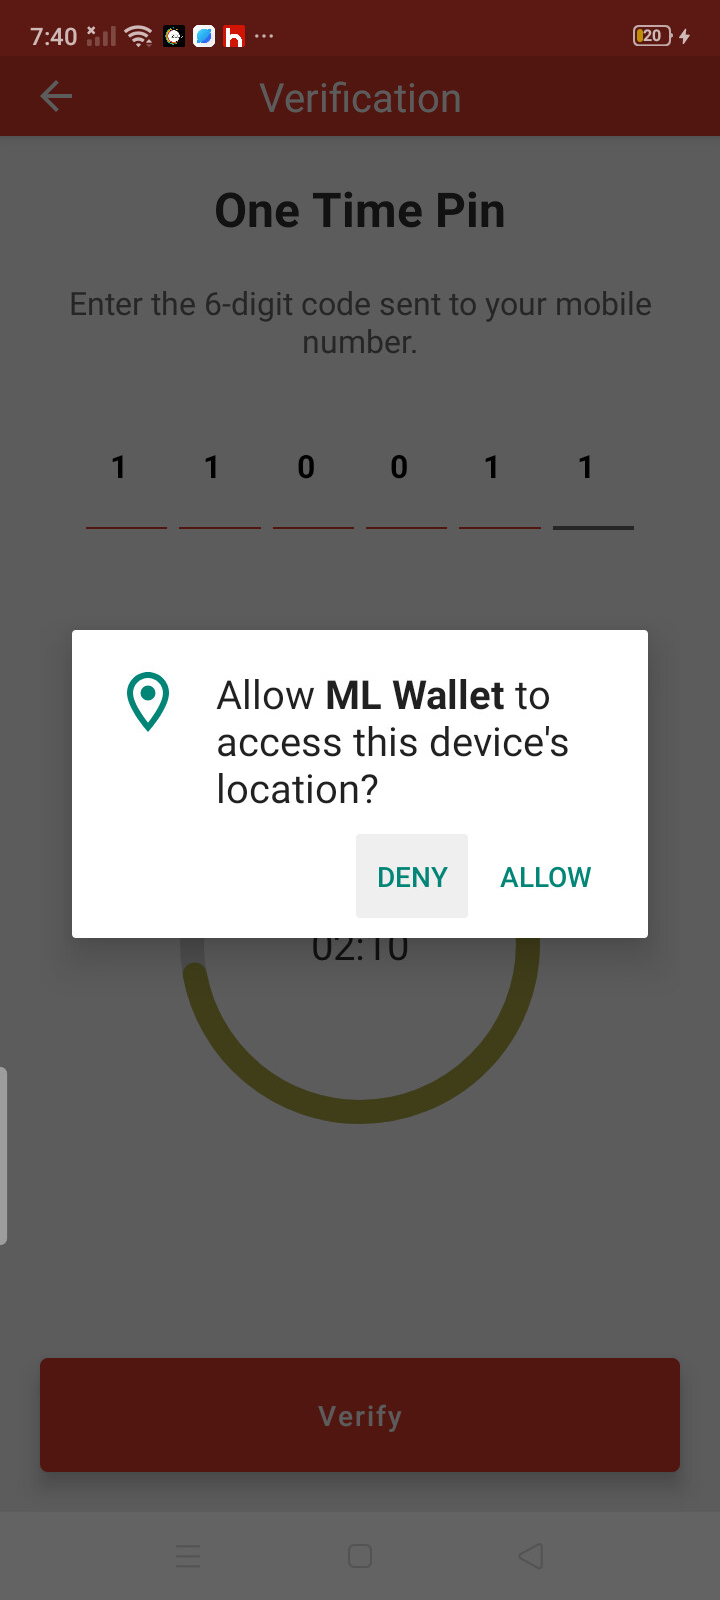 7:40
20
Verification
One Time Pin
Enter the 6-digit code sent to your mobile
number.
1 1 0 0 1 1
Allow ML Wallet to
access this device's
location?
DENY ALLOW
02:10
Verify